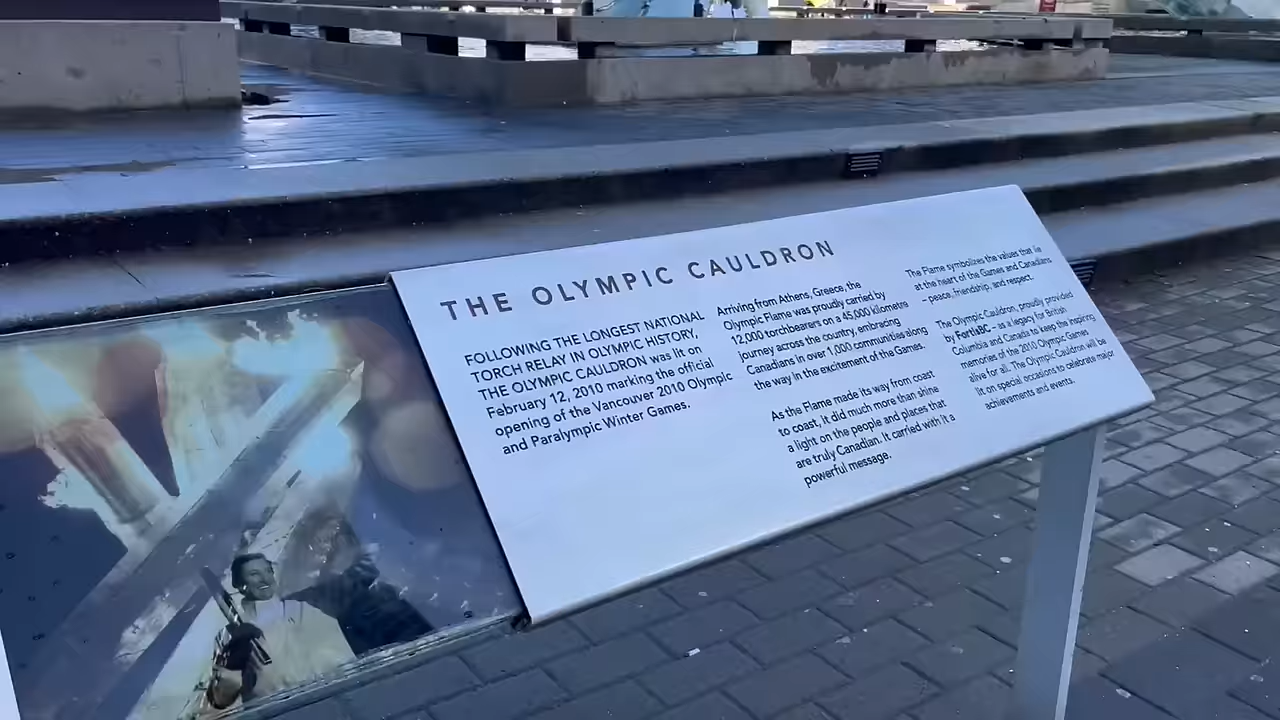 THE OLYMPIC CAULDRON
FOLLOWING THE LONGEST NATIONAL
TORCH RELAY IN OLYMPIC HISTORY,
THE OLYMPIC CAULDRON was lit on
February 12, 2010 marking the official
opening of the Vancouver 2010 Olympic
and Paralympic Winter Games.
Arriving from Athens, Greece, the
Olympic Flame was proudly carried by
12,000 torchbearers on a 45,000 kilometre
journey across the country, embracing
Canadians in over 1,000 communities along
the way in the excitement of the Games.
As the Flame made its way from coast
to coast, it did much more than shine
a light on the people and places that
are truly Canadian. It carried with it a
powerful message.
The Flame symbolizes the values that lie
at the heart of the Games and Canadians
– peace, friendship, and respect.
The Olympic Cauldron, proudly provided
by FortisBC – as a legacy for British
Columbia and Canada to keep the inspiring
memories of the 2010 Olympic Games
alive for all. The Olympic Cauldron will be
lit on special occasions to celebrate major
achievements and events.